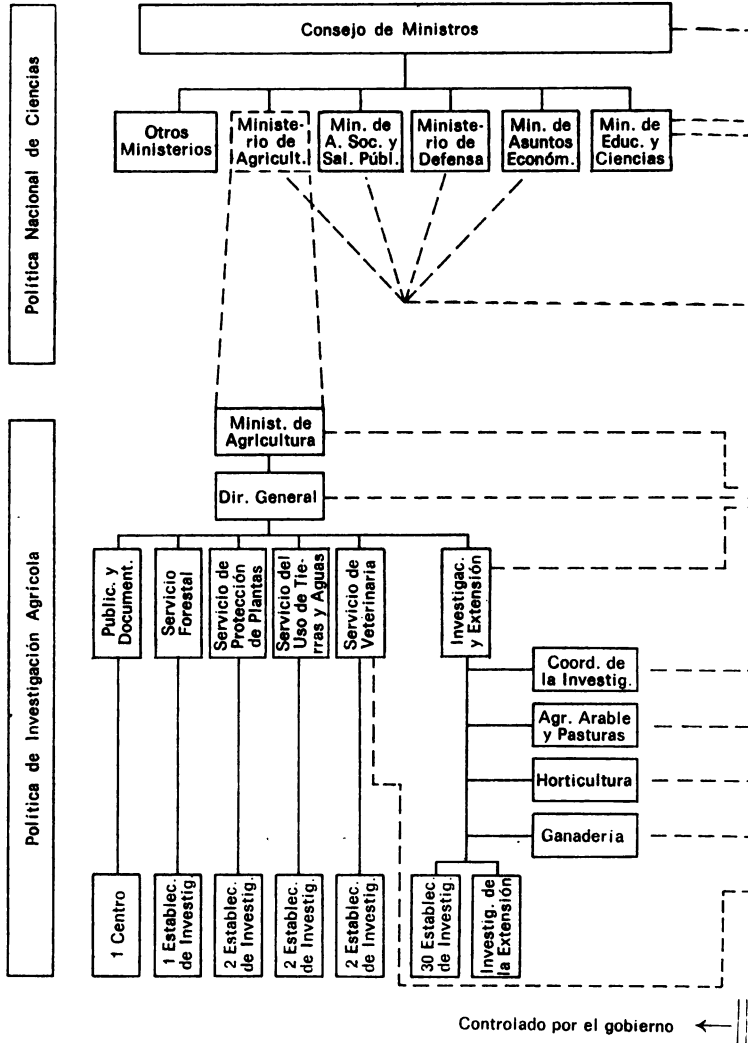 Política Nacional de Ciencias
Consejo de Ministros
Otros
Ministerios
Ministe-
rio de
Agricult.
Min. de
A. Soc. y
Sal. Públ.
Ministe-
rio de
Defensa
Min. de
Asuntos
Económ.
Min. de
Educ. y
Ciencias
Política de Investigación Agrícola
Minist. de
Agricultura
Dir. General
Public. y
Document.
Servicio
Forestal
Servicio de
Protección
de Plantas
Servicio del
Uso de Tie-
rras y Aguas
Servicio de
Veterinaria
Investigac.
y Extensión
Coord. de
la Investig.
Agr. Arable
y Pasturas
Horticultura
Ganadería
1 Centro
1 Establec.
de Investig.
2 Establec.
de Investig.
2 Establec.
de Investig.
2 Establec.
de Investig.
30 Establec.
de Investig.
Investig. de
la Extensión
Controlado por el gobierno